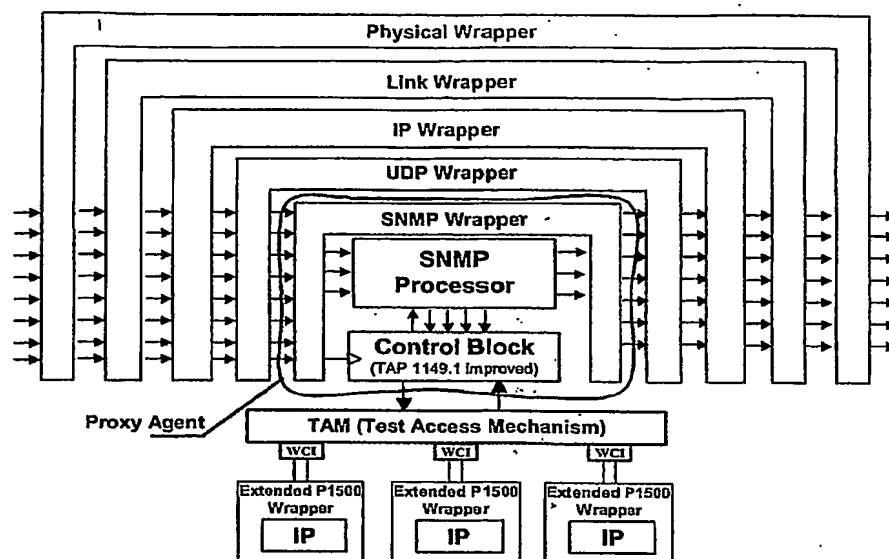 Physical Wrapper
Link Wrapper
IP Wrapper
UDP Wrapper
SNMP Wrapper
SNMP
Processor
Control Block
(TAP 1149.1 Improved)
Proxy Agent
TAM (Test Access Mechanism)
WCI WCI WCI
Extended P1500 Extended P1500 Extended P1500
Wrapper Wrapper Wrapper
IP IP IP